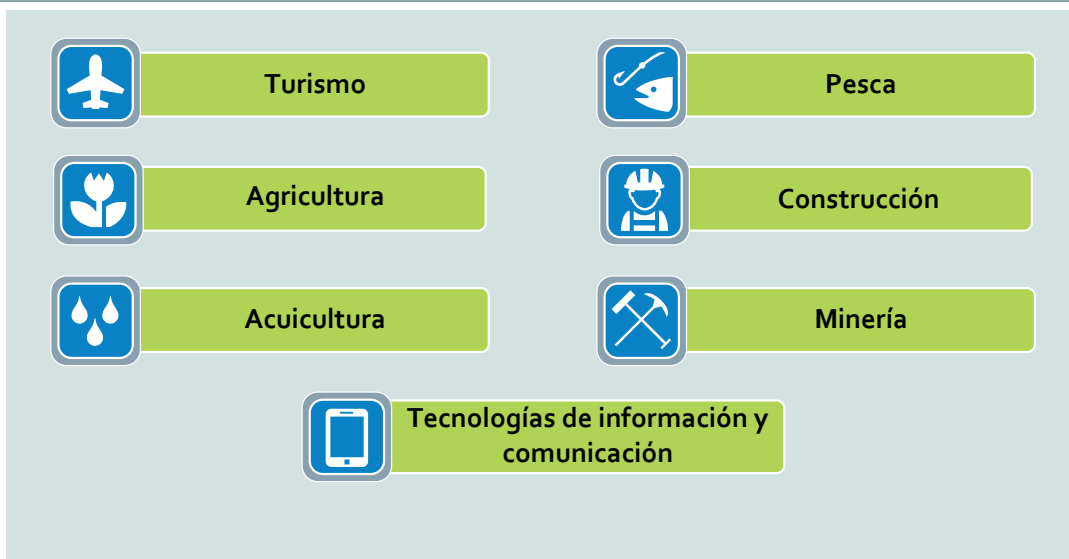 Turismo
Pesca
Agricultura
Construcción
Acuicultura
Minería
Tecnologías de información y
comunicación